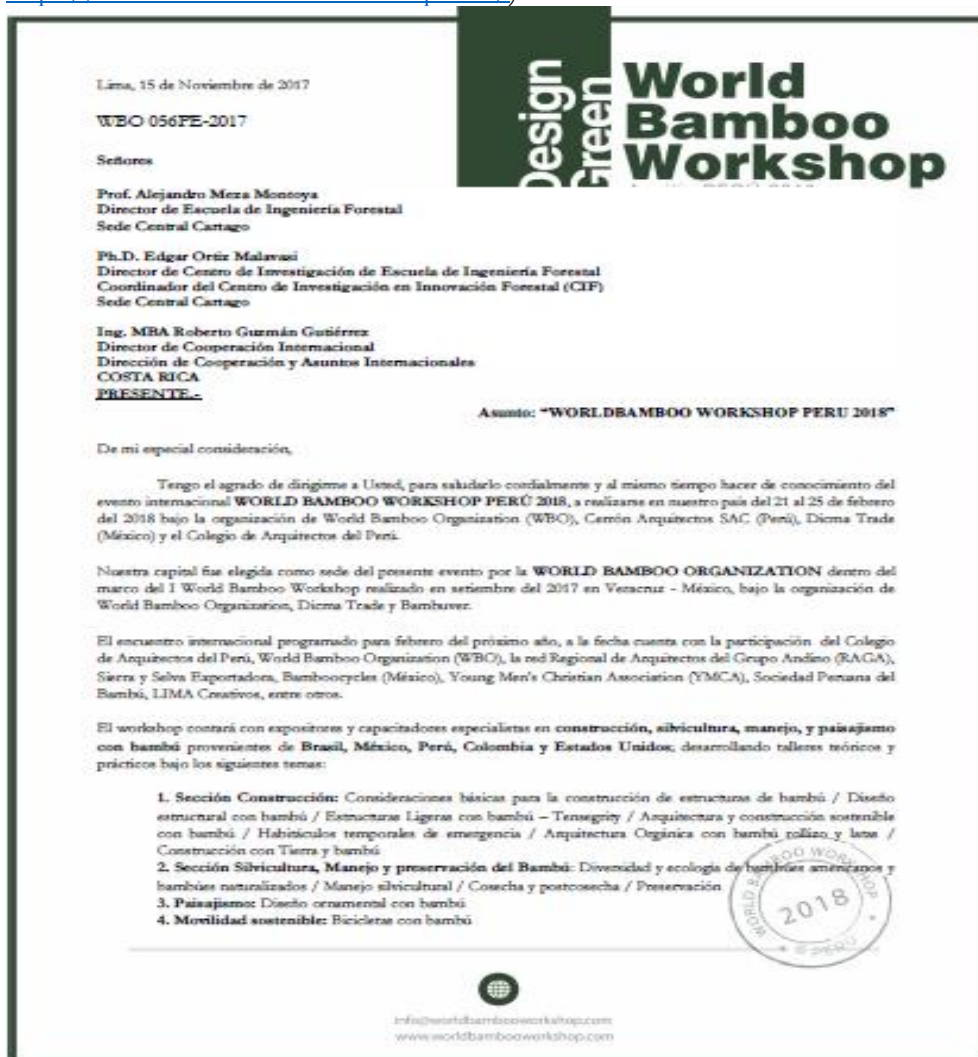 Lima, 15 de Noviembre de 2017
Design
Green
World
Bamboo
Workshop
WBO 056PE-2017
Señores
Prof. Alejandro Meza Montoya
Director de Escuela de Ingeniería Forestal
Sede Central Cartago
Ph.D. Edgar Ortiz Malavasi
Director de Centro de Investigación de Escuela de Ingeniería Forestal
Coordinador del Centro de Investigación en Innovación Forestal (CIF)
Sede Central Cartago
Ing. MBA Roberto Guzmán Gutiérrez
Director de Cooperación Internacional
Dirección de Cooperación y Asuntos Internacionales
COSTA RICA
PRESENTE.-
Asunto: “WORLDBAMBOO WORKSHOP PERU 2018”
De mi especial consideración,
Tengo el agrado de dirigirme a Usted, para saludarlo cordialmente y al mismo tiempo hacer de conocimiento del
evento internacional WORLD BAMBOO WORKSHOP PERÚ 2018, a realizarse en nuestro país del 21 al 25 de febrero
del 2018 bajo la organización de World Bamboo Organization (WBO), Cerrón Arquitectos SAC (Perú), Dicma Trade
(México) y el Colegio de Arquitectos del Perú.
Nuestra capital fue elegida como sede del presente evento por la WORLD BAMBOO ORGANIZATION dentro del
marco del I World Bamboo Workshop realizado en setiembre del 2017 en Veracruz - México, bajo la organización de
World Bamboo Organization, Dicma Trade y Bambuver.
El encuentro internacional programado para febrero del próximo año, a la fecha cuenta con la participación del Colegio
de Arquitectos del Perú, World Bamboo Organization (WBO), la red Regional de Arquitectos del Grupo Andino (RAGA),
Sierra y Selva Exportadora, Bamboocycles (México), Young Men's Christian Association (YMCA), Sociedad Peruana del
Bambú, LIMA Creativos, entre otros.
El workshop contará con expositores y capacitadores especialistas en construcción, silvicultura, manejo, y paisajismo
con bambú provenientes de Brasil, México, Perú, Colombia y Estados Unidos; desarrollando talleres teóricos y
prácticos bajo los siguientes temas:
1. Sección Construcción: Consideraciones básicas para la construcción de estructuras de bambú / Diseño
estructural con bambú / Estructuras Ligeras con bambú – Tensegrity / Arquitectura y construcción sostenible
con bambú / Habitáculos temporales de emergencia / Arquitectura Orgánica con bambú rollizo y latas /
Construcción con Tierra y bambú
2. Sección Silvicultura, Manejo y preservación del Bambú: Diversidad y ecología de bambúes americanos y
bambúes naturalizados / Manejo silvicultural / Cosecha y postcosecha / Preservación
3. Paisajismo: Diseño ornamental con bambú
4. Movilidad sostenible: Bicicletas con bambú
WORLD BAMBOO WORKSHOP
2018
PERÚ
info@worldbambooworkshop.com
www.worldbambooworkshop.com